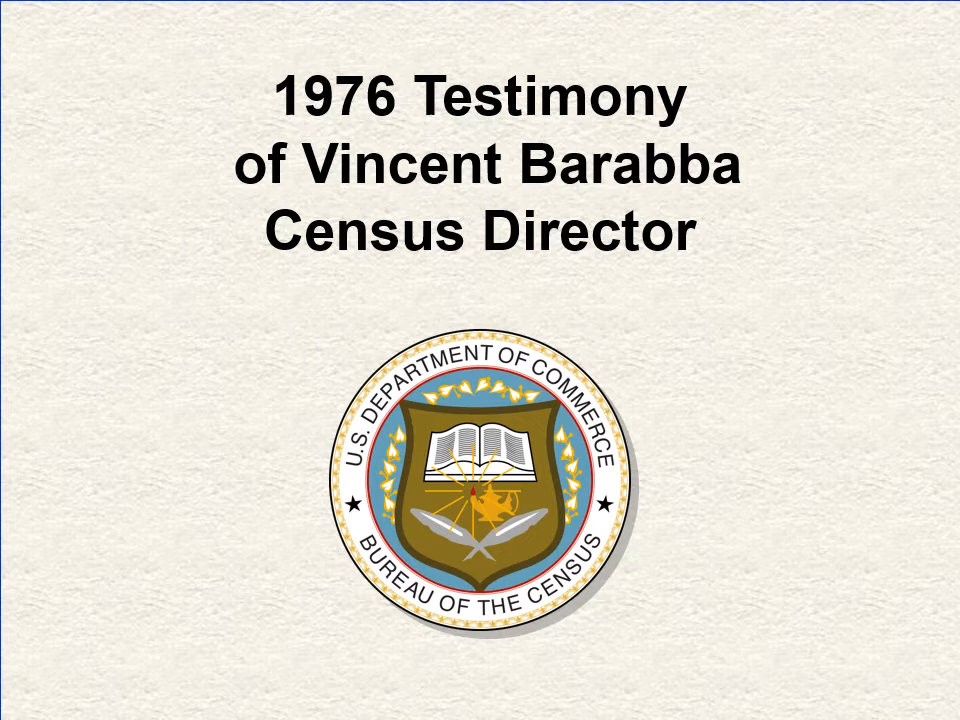 1976 Testimony
of Vincent Barabba
Census Director
U.S. DEPARTMENT OF COMMERCE
BUREAU OF THE CENSUS